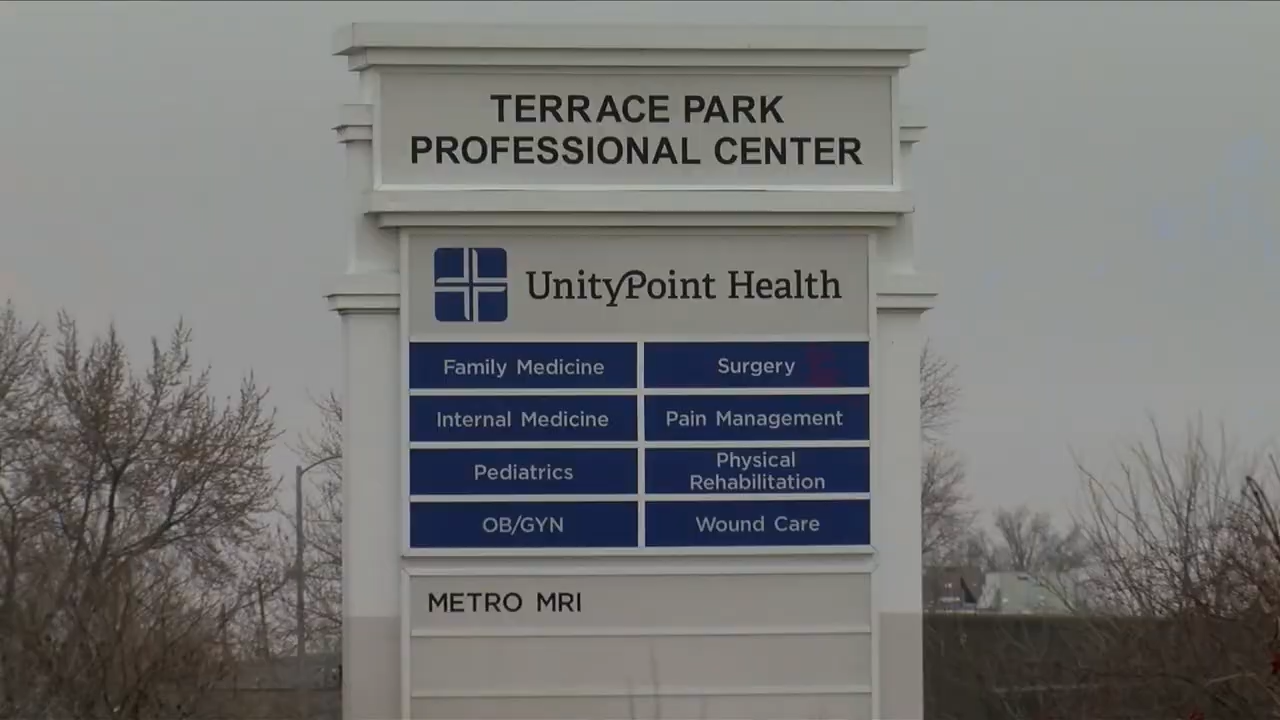 TERRACE PARK
PROFESSIONAL CENTER
UnityPoint Health
Family Medicine
Surgery
Internal Medicine
Pain Management
Pediatrics
Physical
Rehabilitation
OB/GYN
Wound Care
METRO MRI